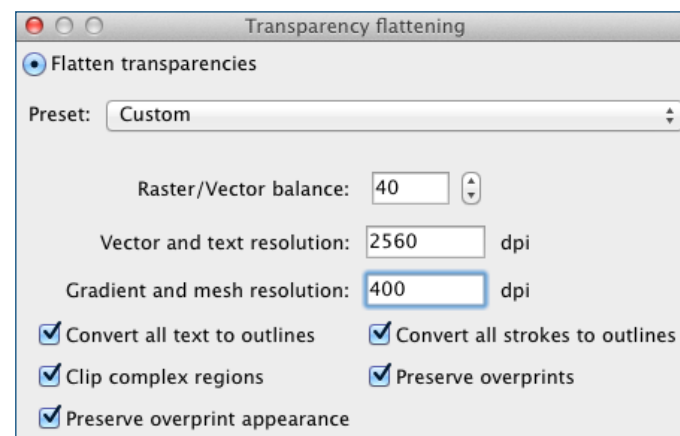 Transparency flattening
Flatten transparencies
Preset: Custom
Raster/Vector balance: 40
Vector and text resolution: 2560 dpi
Gradient and mesh resolution: 400 dpi
Convert all text to outlines Convert all strokes to outlines
Clip complex regions Preserve overprints
Preserve overprint appearance